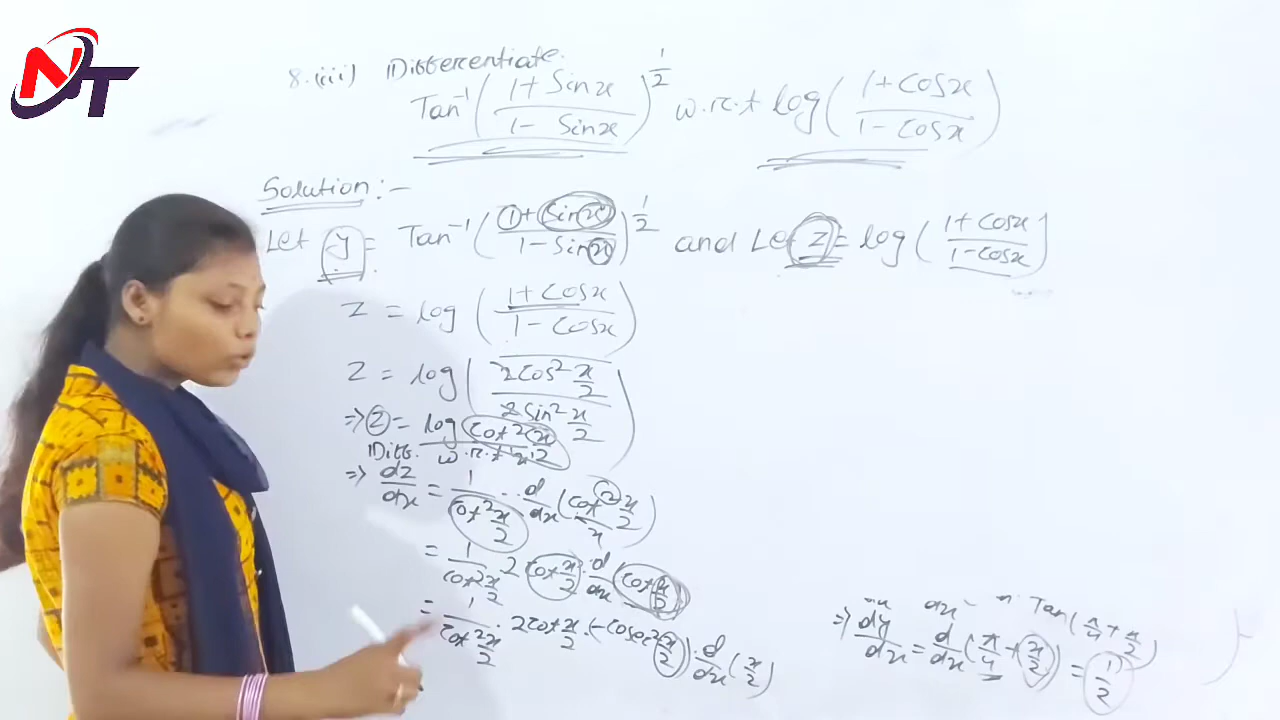 NT
8.(iii) Differentiate.
Tan⁻¹ ( 1+ Sinx / 1- Sinx )^1/2 w.r.t log ( 1+ Cosx / 1- Cosx )
Solution:-
Let y = Tan⁻¹ ( 1+ Sinx / 1- Sinx )^1/2 and Let Z = log ( 1+ Cosx / 1-Cosx )
Z = log ( 1+ Cosx / 1- Cosx )
Z = log ( 2Cos² x/2 / 2Sin² x/2 )
⇒ Z = log Cot² x/2
Diff. w.r.t x
⇒ dz/dx = 1 / Cot² x/2 . d/dx ( Cot² x/2 )
= 1 / Cot² x/2 . 2 Cot x/2 . d/dx Cot x/2
= 1 / Cot² x/2 . 2Cot x/2 . (-Cosec² x/2) . d/dx ( x/2 )
Tan ( π/4 + x/2 )
⇒ dy/dx = d/dx ( π/4 + x/2 ) = 1/2